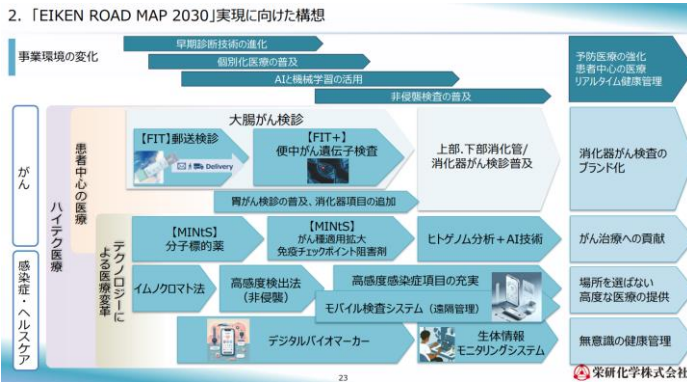 2. 「EIKEN ROAD MAP 2030」実現に向けた構想
事業環境の変化
早期診断技術の進化
個別化医療の普及
AIと機械学習の活用
非侵襲検査の普及
予防医療の強化
患者中心の医療
リアルタイム健康管理
がん
感染症・ヘルスケア
ハイテク医療
患者中心の医療
テクノロジーに
よる医療変革
大腸がん検診
【FIT】郵送検診
Delivery
【FIT+】
便中がん遺伝子検査
上部、下部消化管/
消化器がん検診普及
消化器がん検査の
ブランド化
胃がん検診の普及、消化器項目の追加
【MINtS】
分子標的薬
【MINtS】
がん種適用拡大
免疫チェックポイント阻害剤
ヒトゲノム分析+AI技術
がん治療への貢献
イムノクロマト法
高感度検出法
(非侵襲)
高感度感染症項目の充実
モバイル検査システム(遠隔管理)
場所を選ばない
高度な医療の提供
デジタルバイオマーカー
生体情報
モニタリングシステム
無意識の健康管理
23
栄研化学株式会社